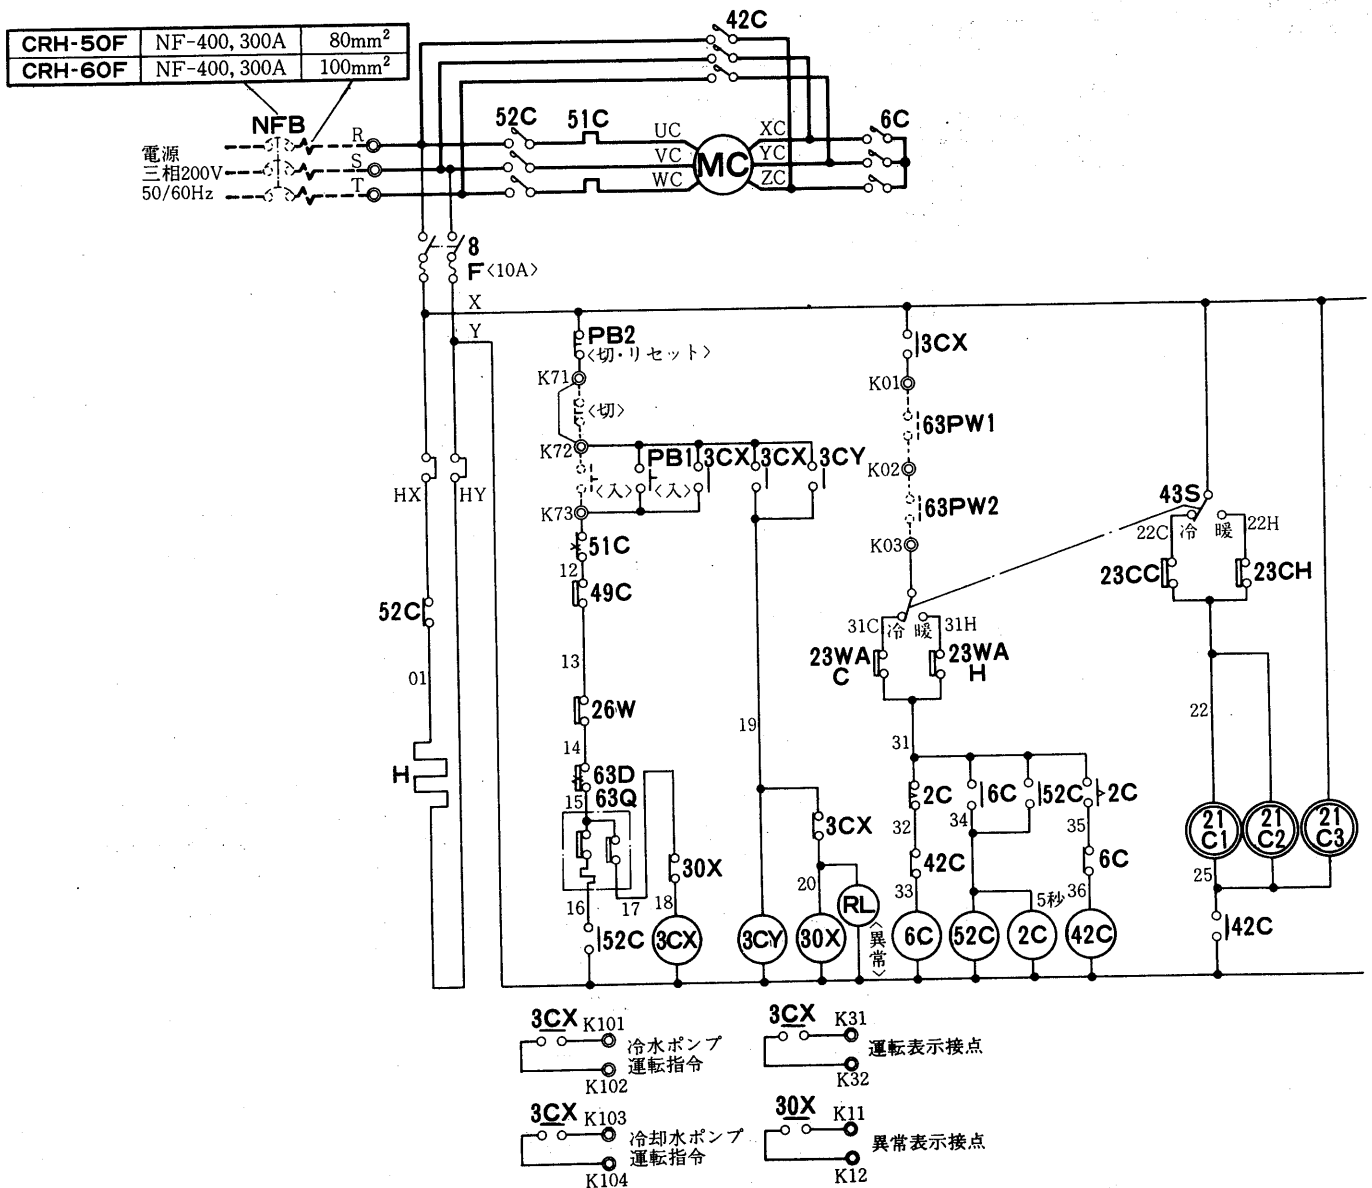 42C
CRH-50F NF-400, 300A 80mm²
CRH-60F NF-400, 300A 100mm²
NFB
52C 51C 6C
電源
三相200V
50/60Hz
R
S
T
UC
VC
WC
MC
XC
YC
ZC
8
F〈10A〉
X
Y
PB2
〈切・リセット〉
K71
〈切〉
K72
PB1 3CX 3CX 3CY
〈入〉 〈入〉
K73
51C
12
49C
13
26W
14
63D
15 63Q
16 17
52C
30X
18
3CX
HX HY
52C
01
H
19
3CY
3CX
20
30X
RL
〈異常〉
3CX
K01
63PW1
K02
63PW2
K03
31C 冷 暖 31H
23WA
C
23WA
H
31
2C 6C 52C 2C
32 34 35
42C 6C
33 5秒 36
6C 52C 2C 42C
43S
22C 冷 暖 22H
23CC 23CH
22
21
C1
21
C2
21
C3
25
42C
3CX K101
冷水ポンプ
運転指令
K102
3CX K31
運転表示接点
K32
3CX K103
冷却水ポンプ
運転指令
K104
30X K11
異常表示接点
K12